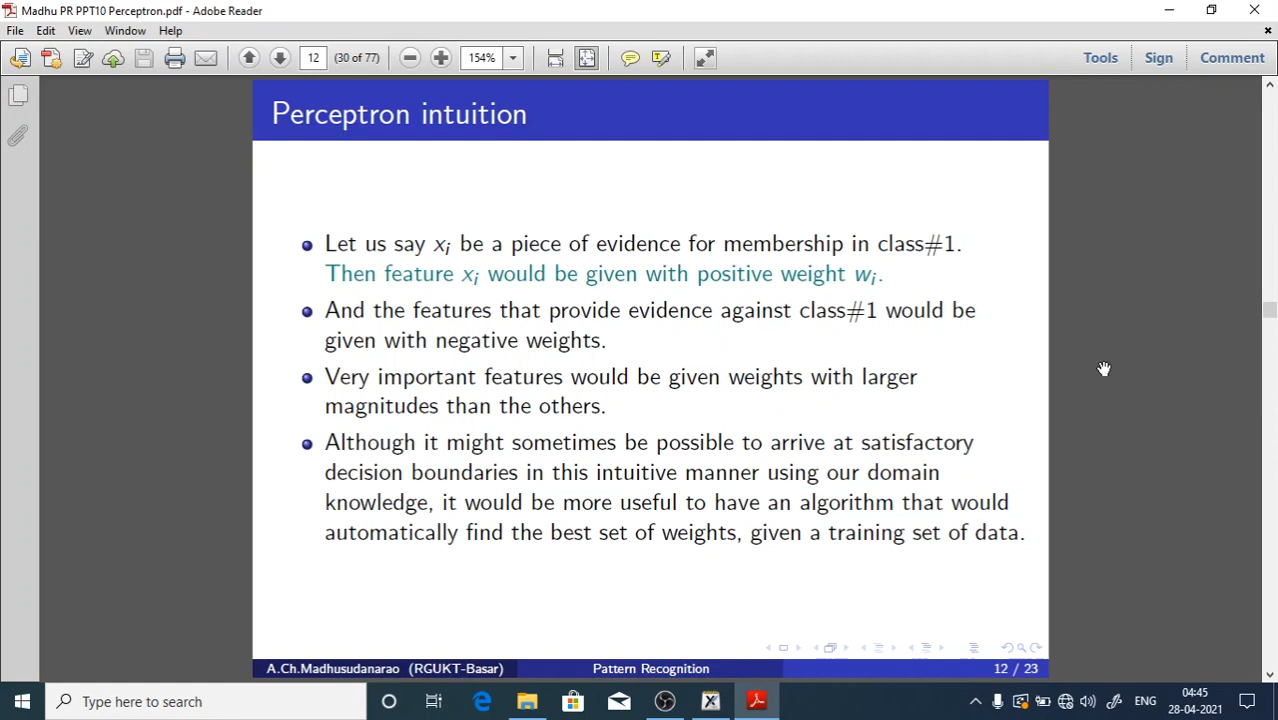 Madhu PR PPT10 Perceptron.pdf - Adobe Reader
File Edit View Window Help
12 (30 of 77) 154% Tools Sign Comment
Perceptron intuition
Let us say xi be a piece of evidence for membership in class#1.
Then feature xi would be given with positive weight wi.
And the features that provide evidence against class#1 would be
given with negative weights.
Very important features would be given weights with larger
magnitudes than the others.
Although it might sometimes be possible to arrive at satisfactory
decision boundaries in this intuitive manner using our domain
knowledge, it would be more useful to have an algorithm that would
automatically find the best set of weights, given a training set of data.
A.Ch.Madhusudanarao (RGUKT-Basar) Pattern Recognition 12 / 23
Type here to search ENG 04:45
28-04-2021